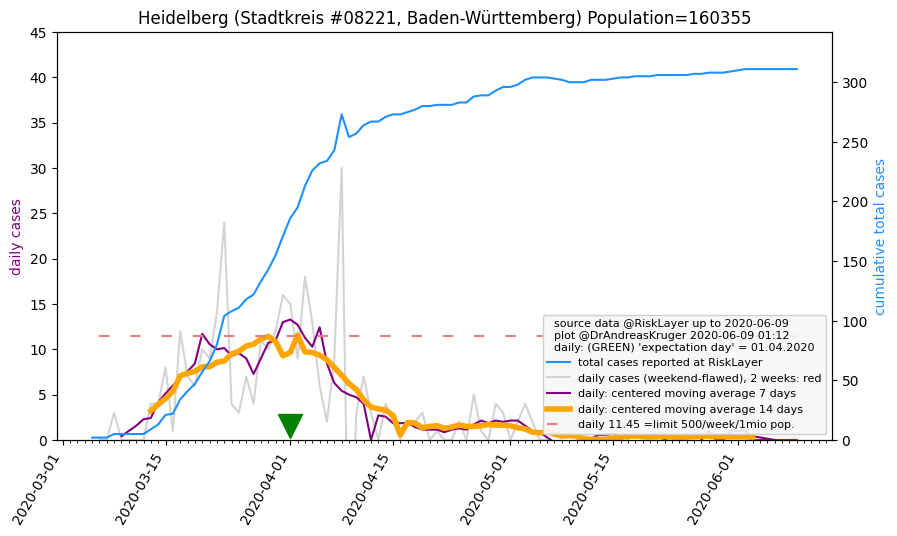 Heidelberg (Stadtkreis #08221, Baden-Württemberg) Population=160355
daily cases
45
40
35
30
25
20
15
10
5
0
300
250
200
150
100
50
0
cumulative total cases
source data @RiskLayer up to 2020-06-09
plot @DrAndreasKruger 2020-06-09 01:12
daily: (GREEN) 'expectation day' = 01.04.2020
total cases reported at RiskLayer
daily cases (weekend-flawed), 2 weeks: red
daily: centered moving average 7 days
daily: centered moving average 14 days
daily 11.45 =limit 500/week/1mio pop.
2020-03-01
2020-03-15
2020-04-01
2020-04-15
2020-05-01
2020-05-15
2020-06-01